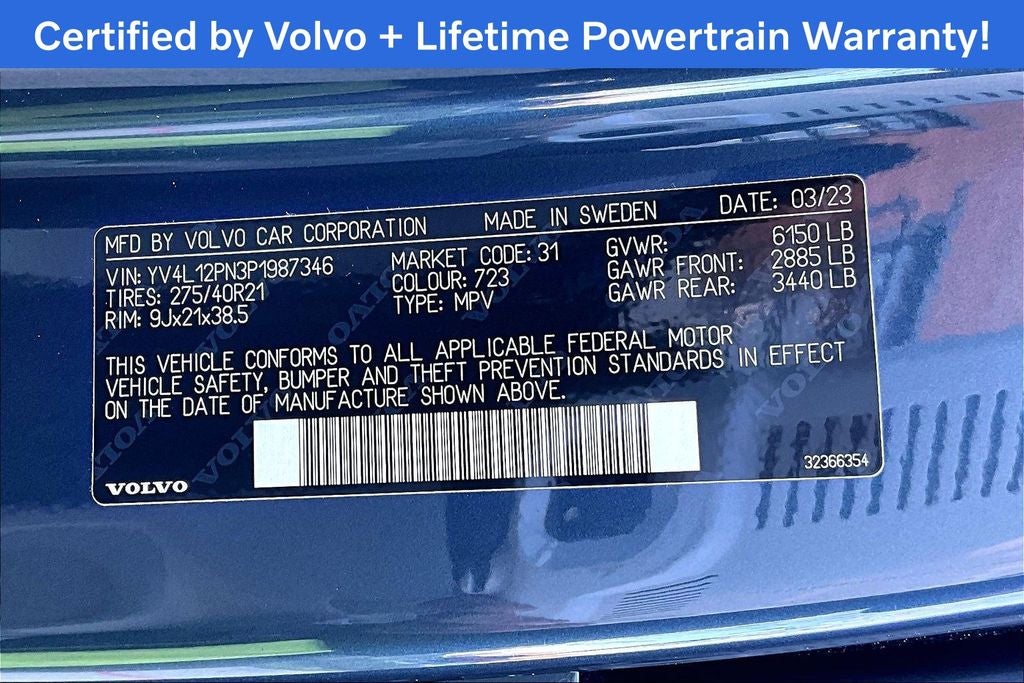 Certified by Volvo + Lifetime Powertrain Warranty!
MFD BY VOLVO CAR CORPORATION MADE IN SWEDEN DATE: 03/23
VIN: YV4L12PN3P1987346 MARKET CODE: 31 GVWR: 6150 LB
TIRES: 275/40R21 COLOUR: 723 GAWR FRONT: 2885 LB
RIM: 9Jx21x38.5 TYPE: MPV GAWR REAR: 3440 LB
THIS VEHICLE CONFORMS TO ALL APPLICABLE FEDERAL MOTOR
VEHICLE SAFETY, BUMPER AND THEFT PREVENTION STANDARDS IN EFFECT
ON THE DATE OF MANUFACTURE SHOWN ABOVE.
32366354
VOLVO